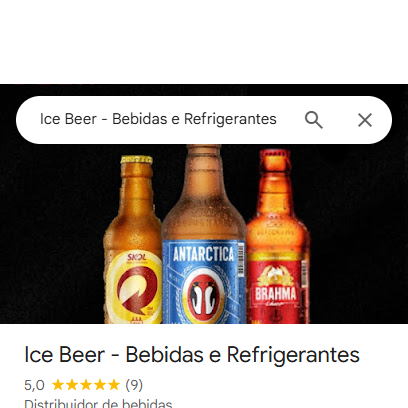 Ice Beer - Bebidas e Refrigerantes
SKOL
ANTARCTICA
BRAHMA
Ice Beer - Bebidas e Refrigerantes
5,0 ★★★★★ (9)
Distribuidor de bebidas